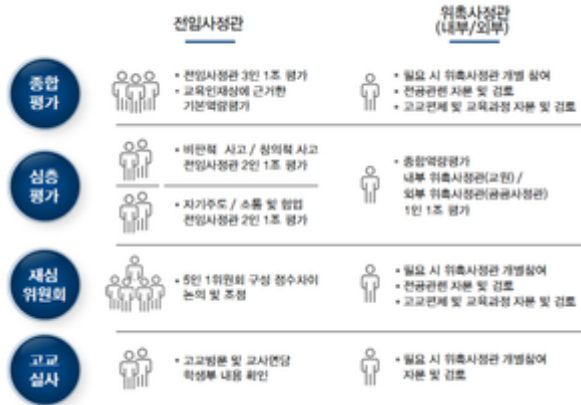 전임사정관
위촉사정관
(내부/외부)
종합
평가
• 전임사정관 3인 1조 평가
• 교육인재상에 근거한
기본역량평가
• 필요 시 위촉사정관 개별 참여
• 전공관련 자문 및 검토
• 고교편제 및 교육과정 자문 및 검토
심층
평가
• 비판적 사고 / 창의적 사고
전임사정관 2인 1조 평가
• 자기주도 / 소통 및 협업
전임사정관 2인 1조 평가
• 종합역량평가
내부 위촉사정관(교원) /
외부 위촉사정관(공공사정관)
1인 1조 평가
재심
위원회
• 5인 1위원회 구성 점수차이
논의 및 조정
• 필요 시 위촉사정관 개별참여
• 전공관련 자문 및 검토
• 고교편제 및 교육과정 자문 및 검토
고교
실사
• 고교방문 및 교사면담
학생부 내용 확인
• 필요 시 위촉사정관 개별참여
자문 및 검토